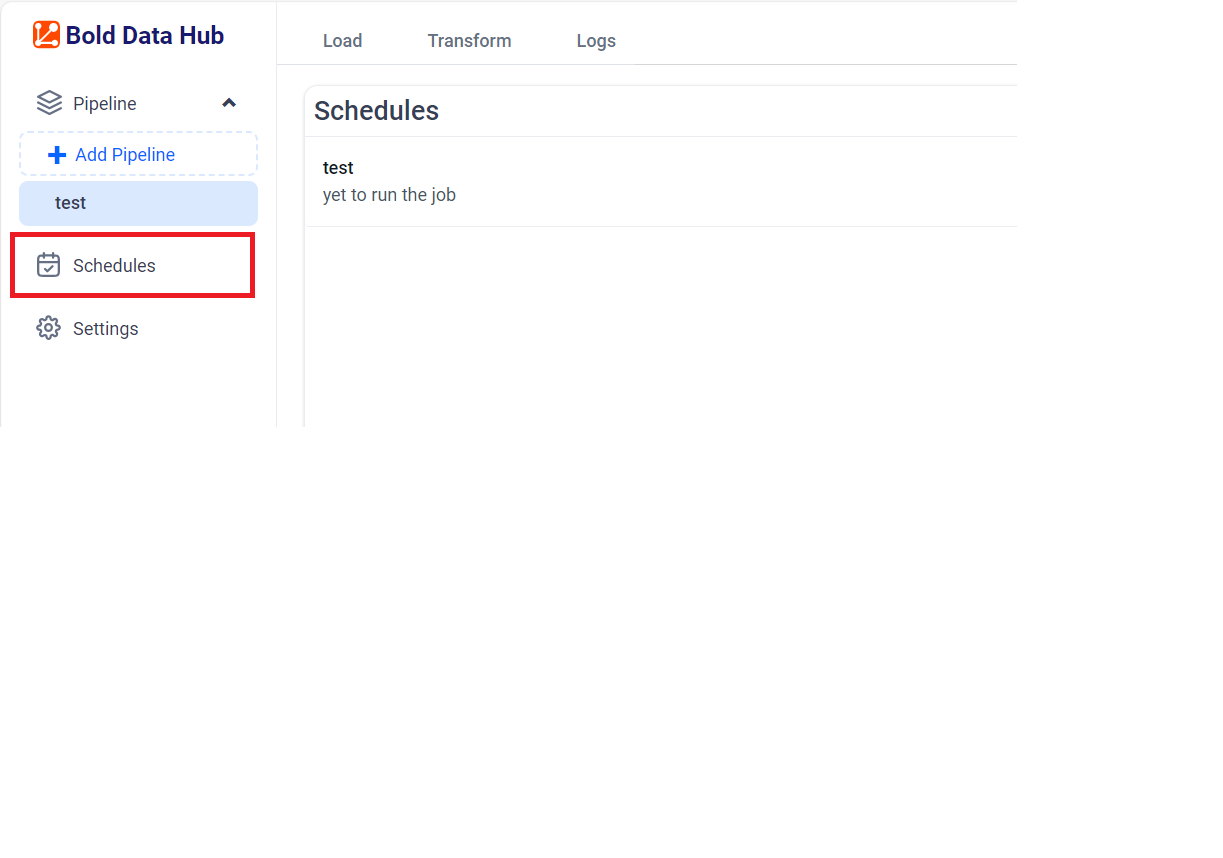 Bold Data Hub
Load Transform Logs
Pipeline
Add Pipeline
test
Schedules
Settings
Schedules
test
yet to run the job